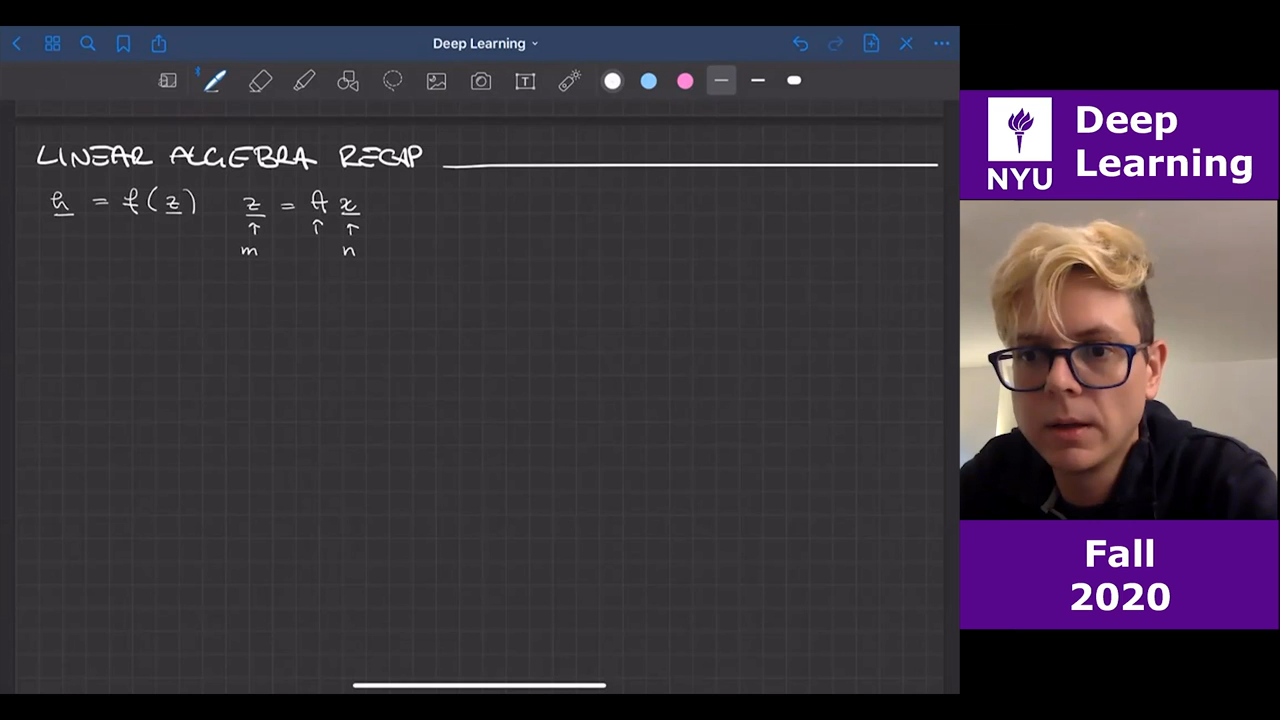 Deep Learning
T
LINEAR ALGEBRA RECAP
h = f(z) z = A x
↑ ↑ ↑
m n
NYU
Deep
Learning
Fall
2020